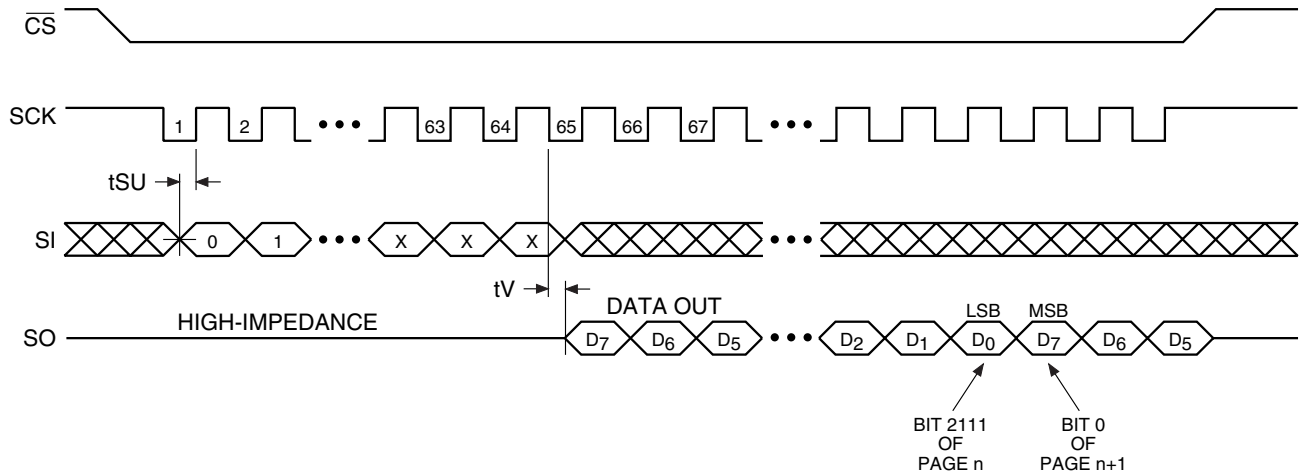 CS
SCK 1 2 63 64 65 66 67
tSU
SI 0 1 X X X
tV
DATA OUT
HIGH-IMPEDANCE
LSB MSB
SO D7 D6 D5 D2 D1 D0 D7 D6 D5
BIT 2111
OF
PAGE n
BIT 0
OF
PAGE n+1